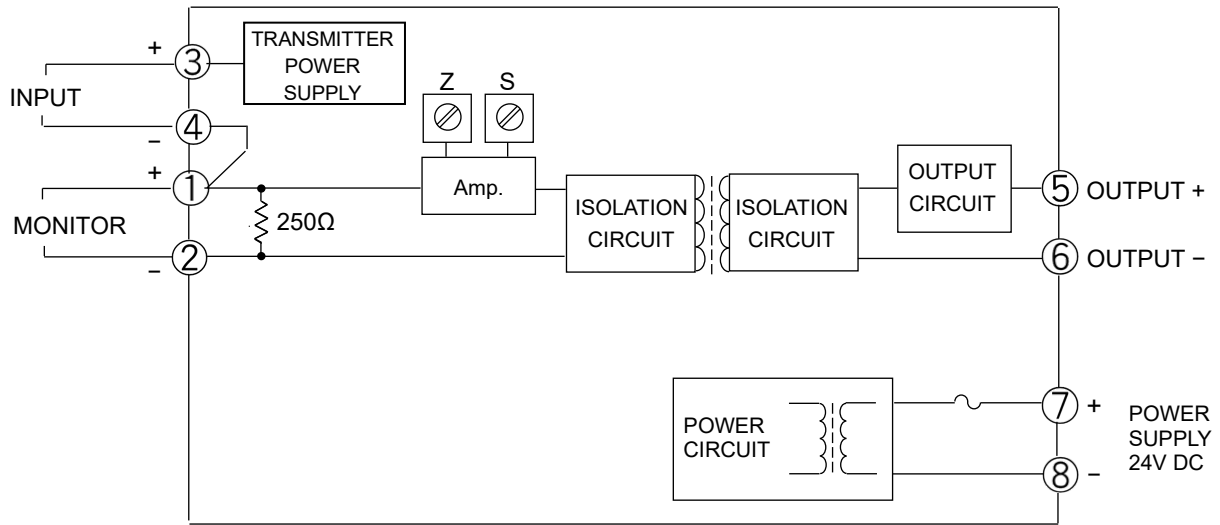 +
3
TRANSMITTER
POWER
SUPPLY
Z
S
INPUT
4
−
+
1
Amp.
ISOLATION
CIRCUIT
ISOLATION
CIRCUIT
OUTPUT
CIRCUIT
5
OUTPUT +
MONITOR
250Ω
2
−
6
OUTPUT −
POWER
CIRCUIT
7
+
8
−
POWER
SUPPLY
24V DC